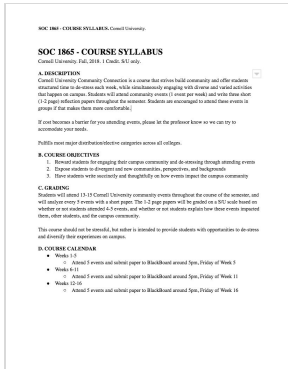 SOC 1865 - COURSE SYLLABUS. Cornell University.
SOC 1865 - COURSE SYLLABUS
Cornell University. Fall, 2018. 1 Credit. S/U only.
A. DESCRIPTION
Cornell University Community Connection is a course that strives build community and offer students
structured time to de-stress each week, while simultaneously engaging with diverse and varied activities
that happen on campus. Students will attend community events (1 event per week) and write three short
(1-2 page) reflection papers throughout the semester. Students are encouraged to attend these events in
groups if that makes them more comfortable.
If cost becomes a barrier for you attending events, please let the professor know so we can try to
accomodate your needs.
Fulfills most major distribution/elective categories across all colleges.
B. COURSE OBJECTIVES
1. Reward students for engaging their campus community and de-stressing through attending events
2. Expose students to divergent and new communities, perspectives, and backgrounds
3. Have students write succinctly and thoughtfully on how events impact the campus community
C. GRADING
Students will attend 13-15 Cornell University community events throughout the course of the semester, and
will analyze every 5 events with a short paper. The 1-2 page papers will be graded on a S/U scale based on
whether or not students attended 4-5 events, and whether or not students explain how these events impacted
them, other students, and the campus community.
This course should not be stressful, but rather is intended to provide students with opportunities to de-stress
and diversify their experiences on campus.
D. COURSE CALENDAR
● Weeks 1-5
○ Attend 5 events and submit paper to BlackBoard around 5pm, Friday of Week 5
● Weeks 6-11
○ Attend 5 events and submit paper to BlackBoard around 5pm, Friday of Week 11
● Weeks 12-16
○ Attend 5 events and submit paper to BlackBoard around 5pm, Friday of Week 16